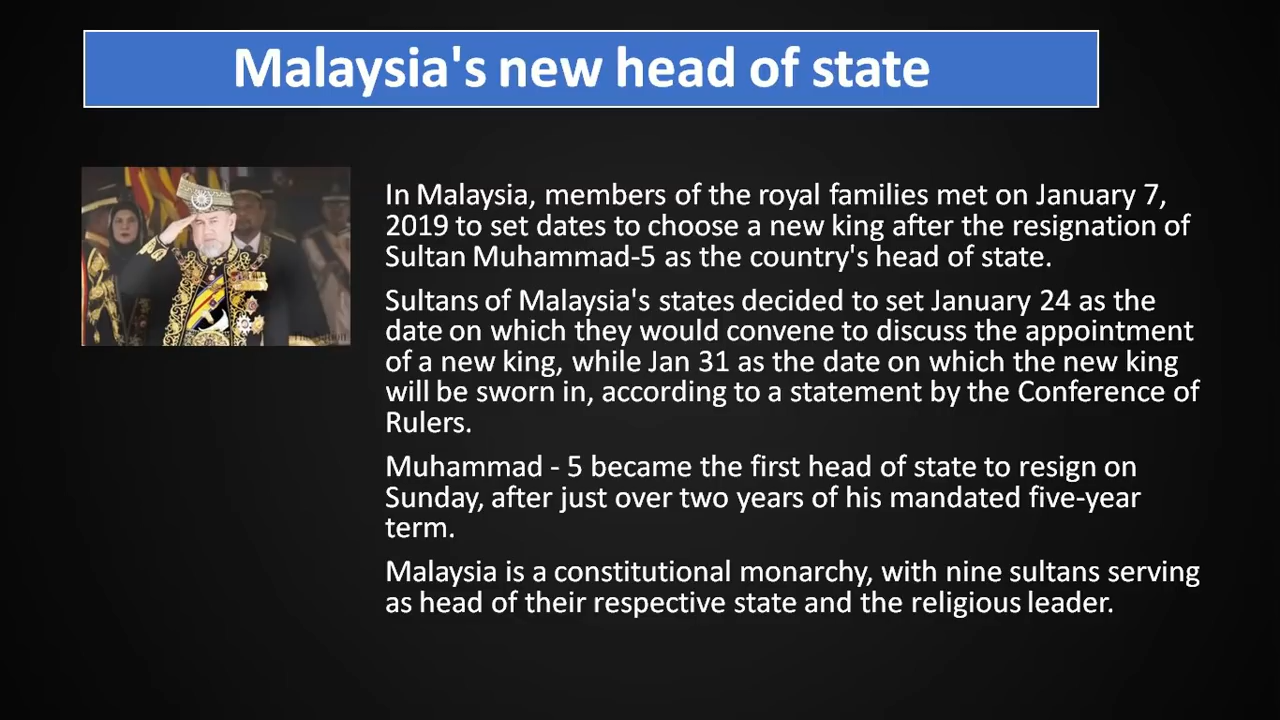 Malaysia's new head of state
In Malaysia, members of the royal families met on January 7,
2019 to set dates to choose a new king after the resignation of
Sultan Muhammad-5 as the country's head of state.
Sultans of Malaysia's states decided to set January 24 as the
date on which they would convene to discuss the appointment
of a new king, while Jan 31 as the date on which the new king
will be sworn in, according to a statement by the Conference of
Rulers.
Muhammad - 5 became the first head of state to resign on
Sunday, after just over two years of his mandated five-year
term.
Malaysia is a constitutional monarchy, with nine sultans serving
as head of their respective state and the religious leader.